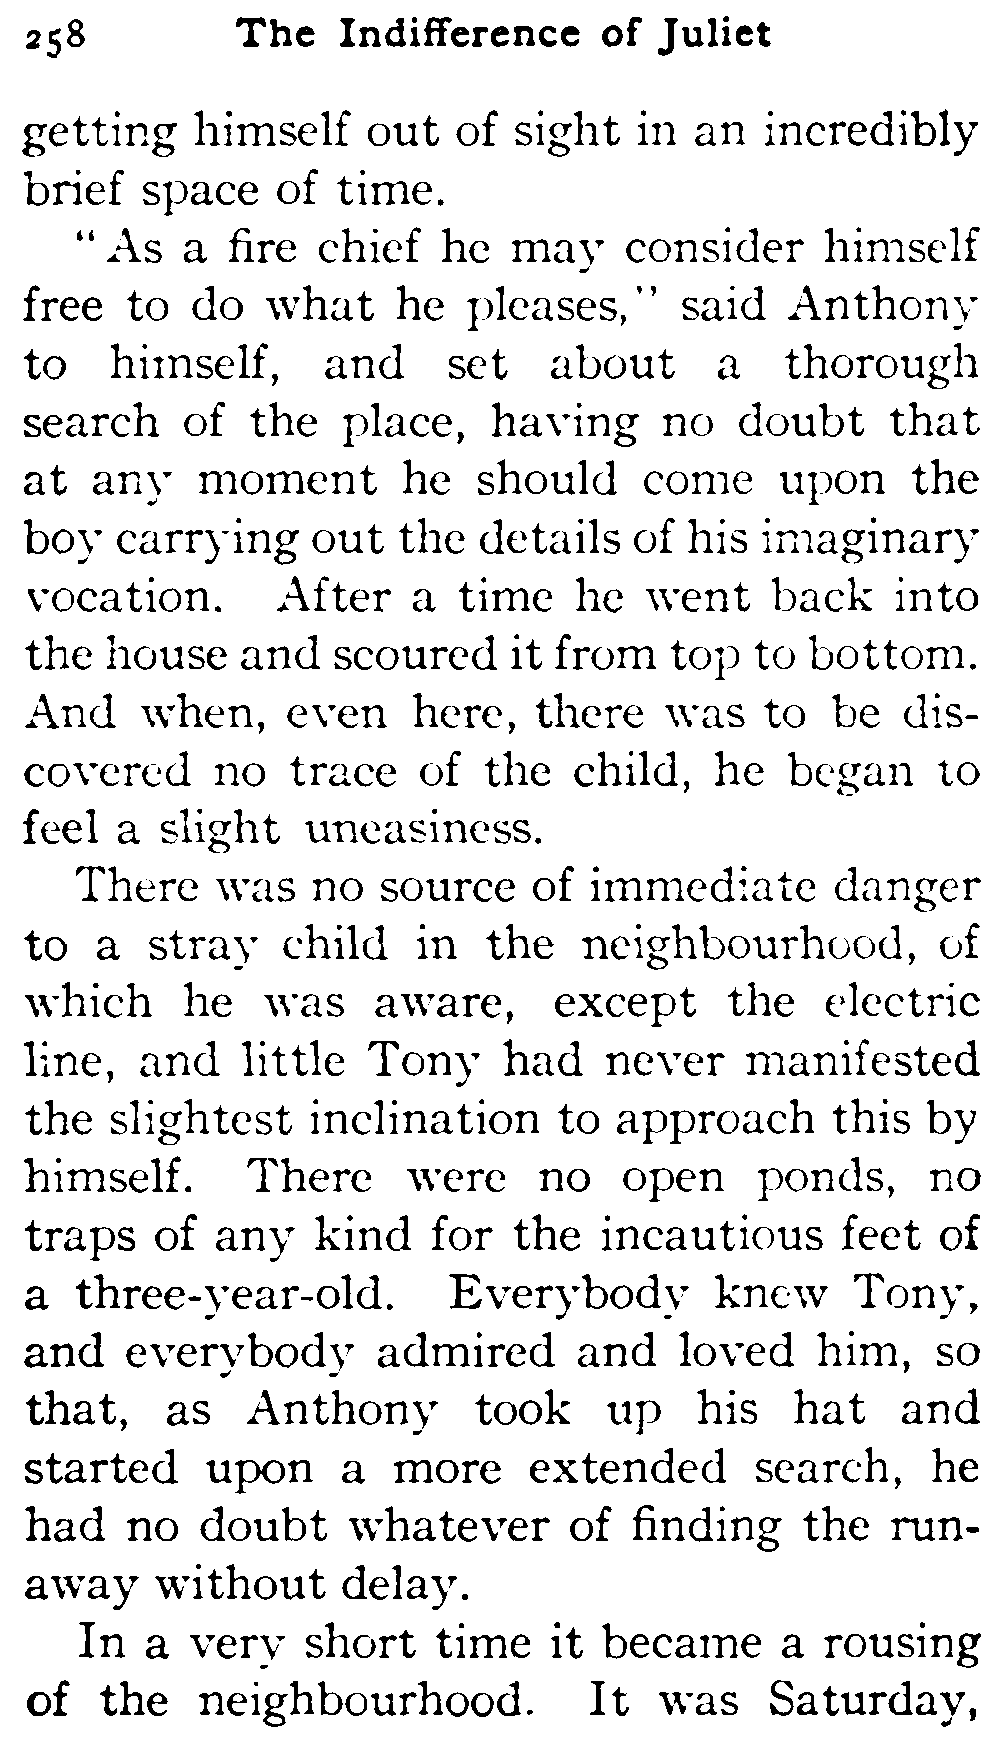 258 The Indifference of Juliet
getting himself out of sight in an incredibly
brief space of time.
"As a fire chief he may consider himself
free to do what he pleases," said Anthony
to himself, and set about a thorough
search of the place, having no doubt that
at any moment he should come upon the
boy carrying out the details of his imaginary
vocation. After a time he went back into
the house and scoured it from top to bottom.
And when, even here, there was to be dis-
covered no trace of the child, he began to
feel a slight uneasiness.
There was no source of immediate danger
to a stray child in the neighbourhood, of
which he was aware, except the electric
line, and little Tony had never manifested
the slightest inclination to approach this by
himself. There were no open ponds, no
traps of any kind for the incautious feet of
a three-year-old. Everybody knew Tony,
and everybody admired and loved him, so
that, as Anthony took up his hat and
started upon a more extended search, he
had no doubt whatever of finding the run-
away without delay.
In a very short time it became a rousing
of the neighbourhood. It was Saturday,